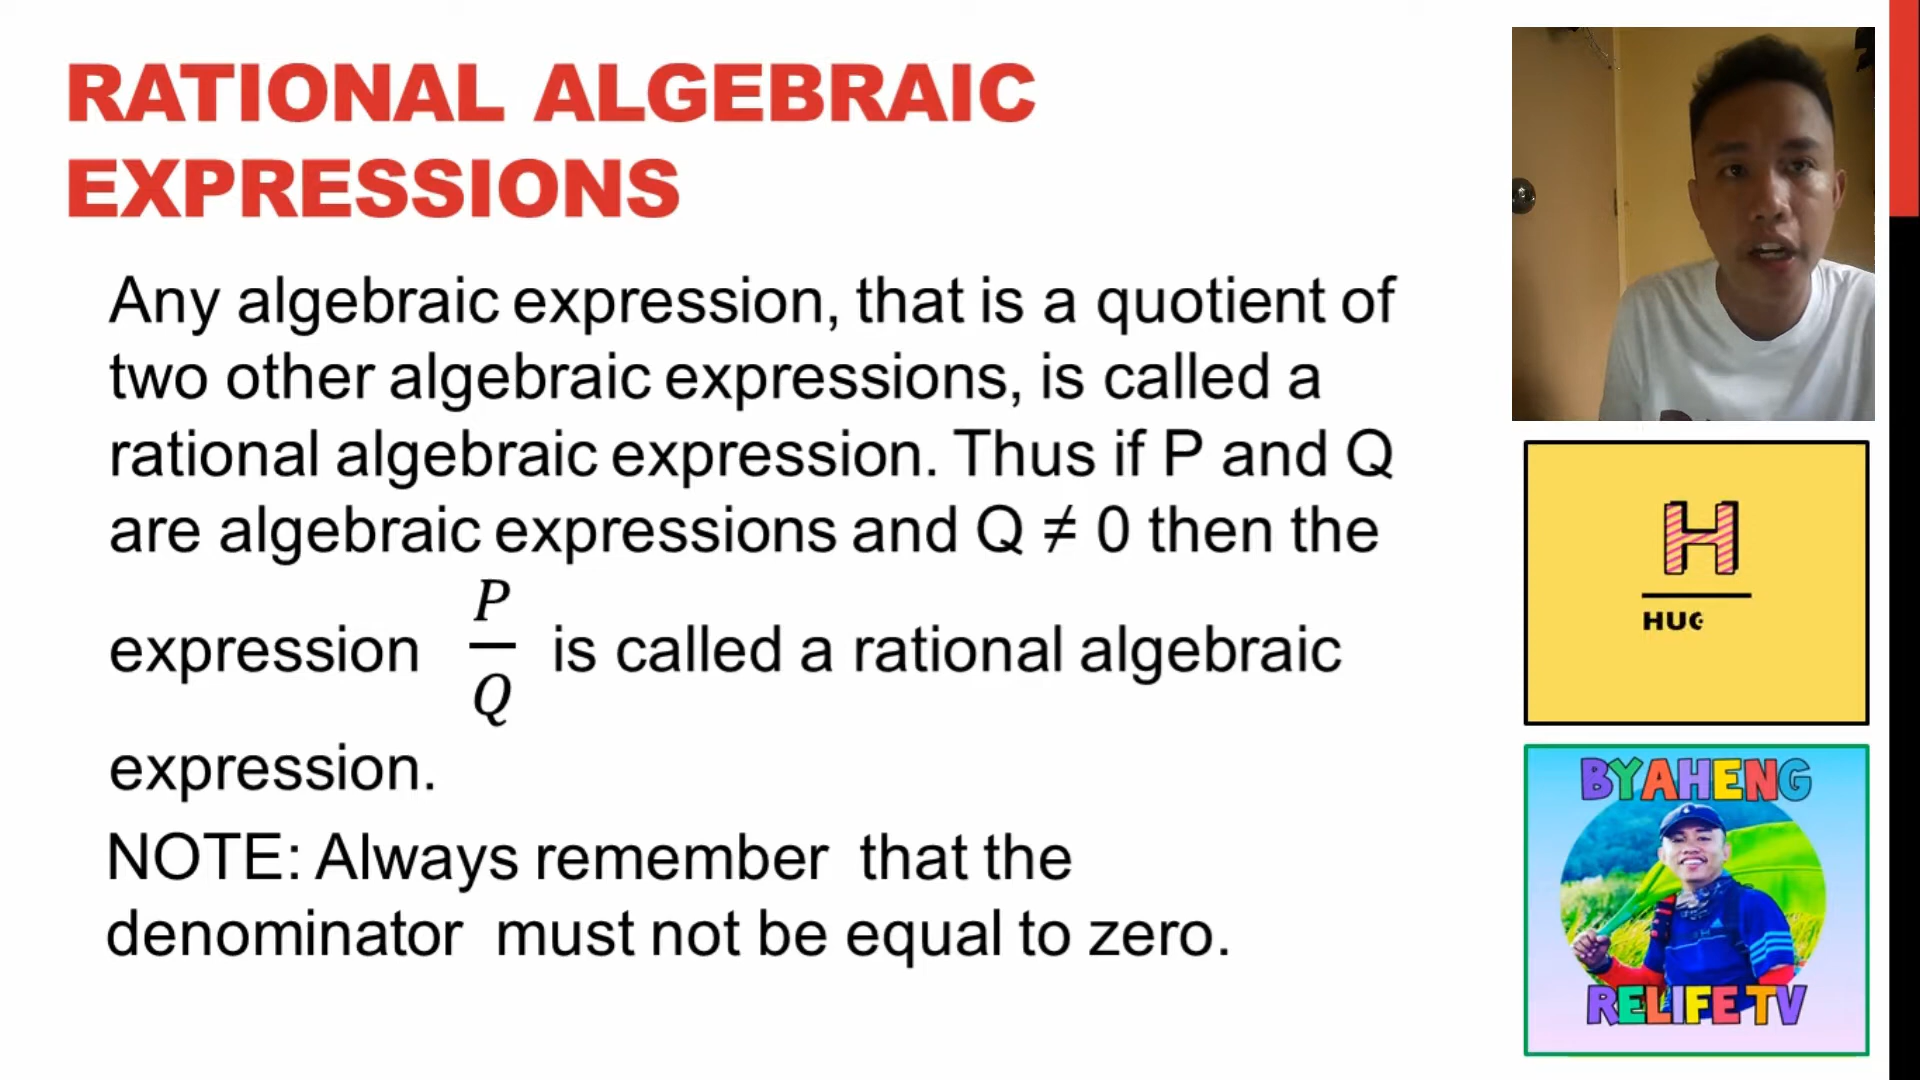 RATIONAL ALGEBRAIC
EXPRESSIONS
Any algebraic expression, that is a quotient of
two other algebraic expressions, is called a
rational algebraic expression. Thus if P and Q
are algebraic expressions and Q ≠ 0 then the
expression P/Q is called a rational algebraic
expression.
NOTE: Always remember that the
denominator must not be equal to zero.
H
HUG
BYAHENG
RELIFE TV